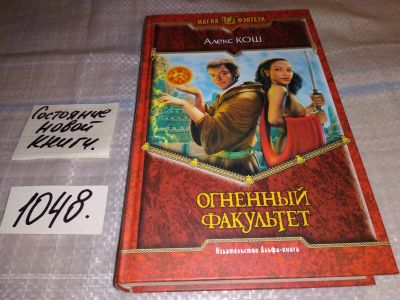 МАГИЯ ФЭНТЕЗИ
Алекс КОШ
ОГНЕННЫЙ
ФАКУЛЬТЕТ
Издательство Альфа-книга
Состояние
новой
книги.
1048.